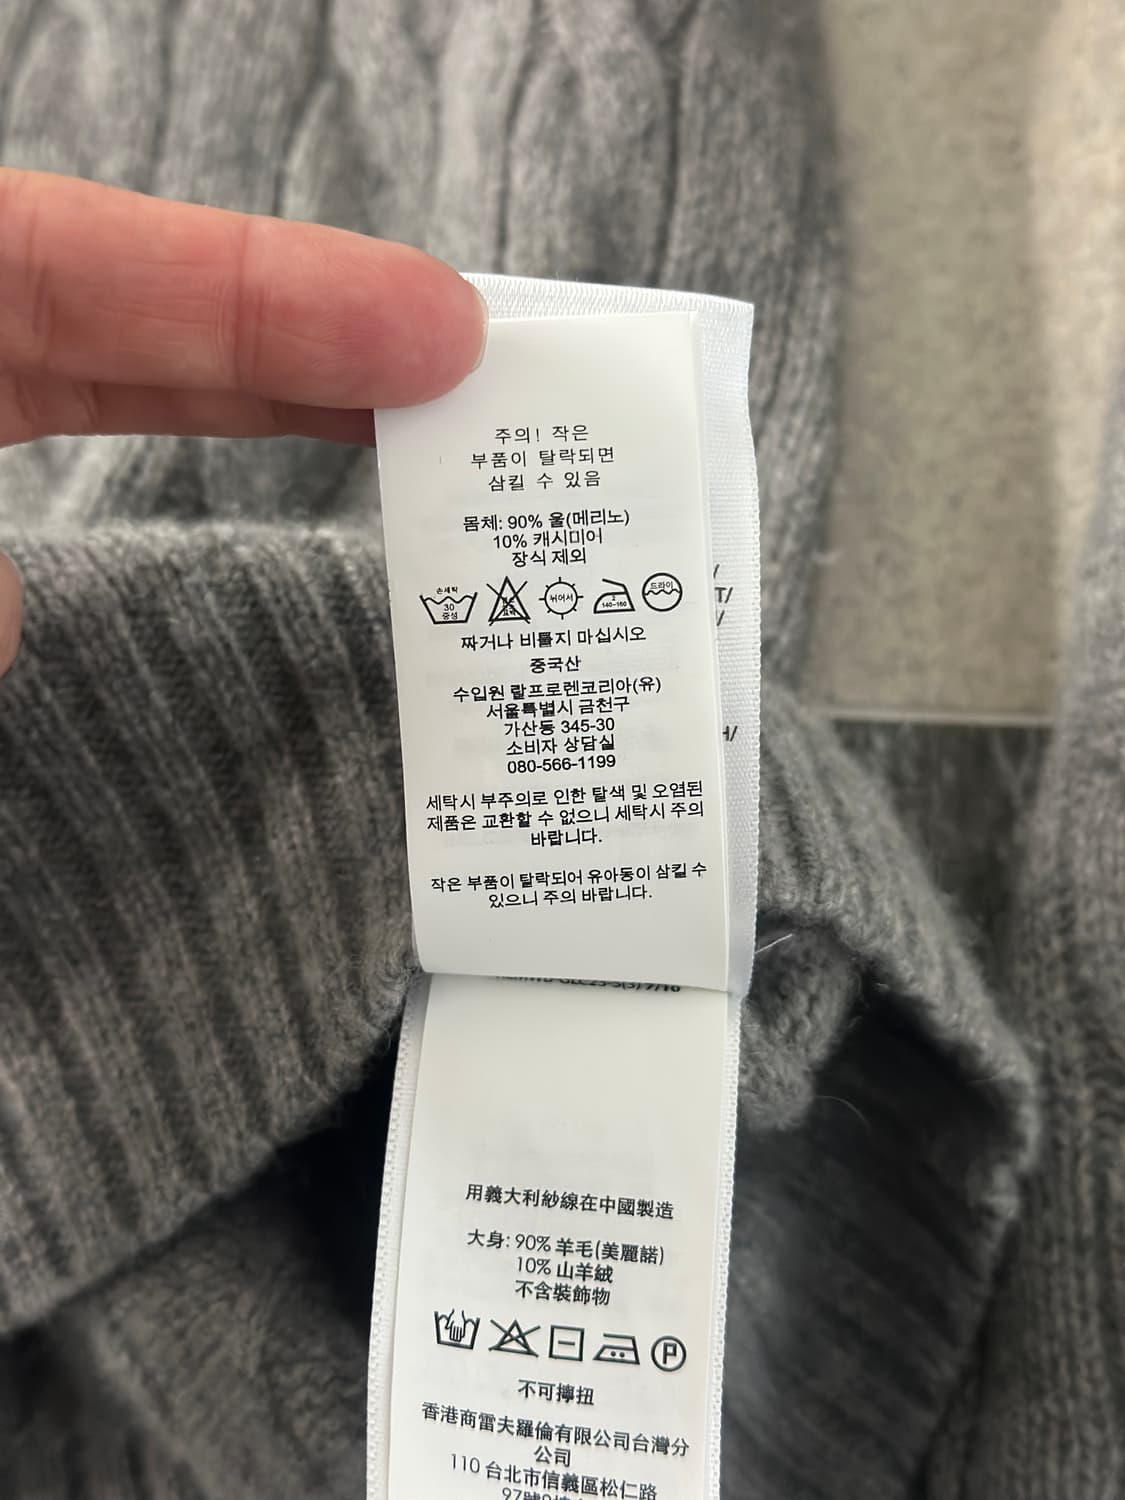 주의! 작은
부품이 탈락되면
삼킬 수 있음
몸체: 90% 울(메리노)
10% 캐시미어
장식 제외
손세탁
30
중성
뉘어서
140-160
드라이
짜거나 비틀지 마십시오
중국산
수입원 랄프로렌코리아(유)
서울특별시 금천구
가산동 345-30
소비자 상담실
080-566-1199
세탁시 부주의로 인한 탈색 및 오염된
제품은 교환할 수 없으니 세탁시 주의
바랍니다.
작은 부품이 탈락되어 유아동이 삼킬 수
있으니 주의 바랍니다.
T/
H/
用義大利紗線在中國製造
大身: 90% 羊毛(美麗諾)
10% 山羊絨
不含裝飾物
P
不可擰扭
香港商雷夫羅倫有限公司台灣分
公司
110 台北市信義區松仁路